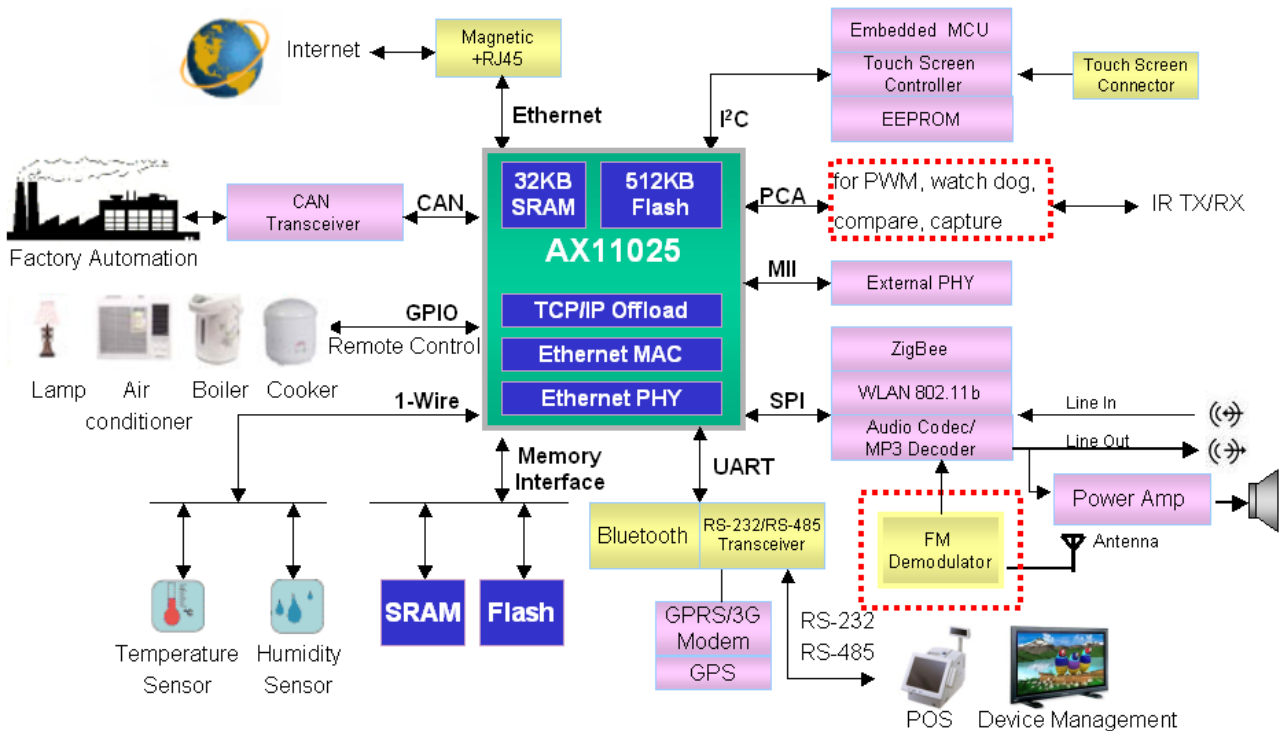 Internet
Magnetic
+RJ45
Ethernet
Embedded MCU
Touch Screen
Controller
EEPROM
Touch Screen
Connector
I²C
32KB
SRAM
512KB
Flash
AX11025
TCP/IP Offload
Ethernet MAC
Ethernet PHY
CAN
Transceiver
CAN
Factory Automation
PCA
for PWM, watch dog,
compare, capture
IR TX/RX
MII
External PHY
GPIO
Remote Control
Lamp
Air
conditioner
Boiler
Cooker
1-Wire
SPI
ZigBee
WLAN 802.11b
Audio Codec/
MP3 Decoder
Line In
Line Out
Power Amp
Memory
Interface
UART
Bluetooth
RS-232/RS-485
Transceiver
FM
Demodulator
Antenna
Temperature
Sensor
Humidity
Sensor
SRAM
Flash
GPRS/3G
Modem
GPS
RS-232
RS-485
POS
Device Management